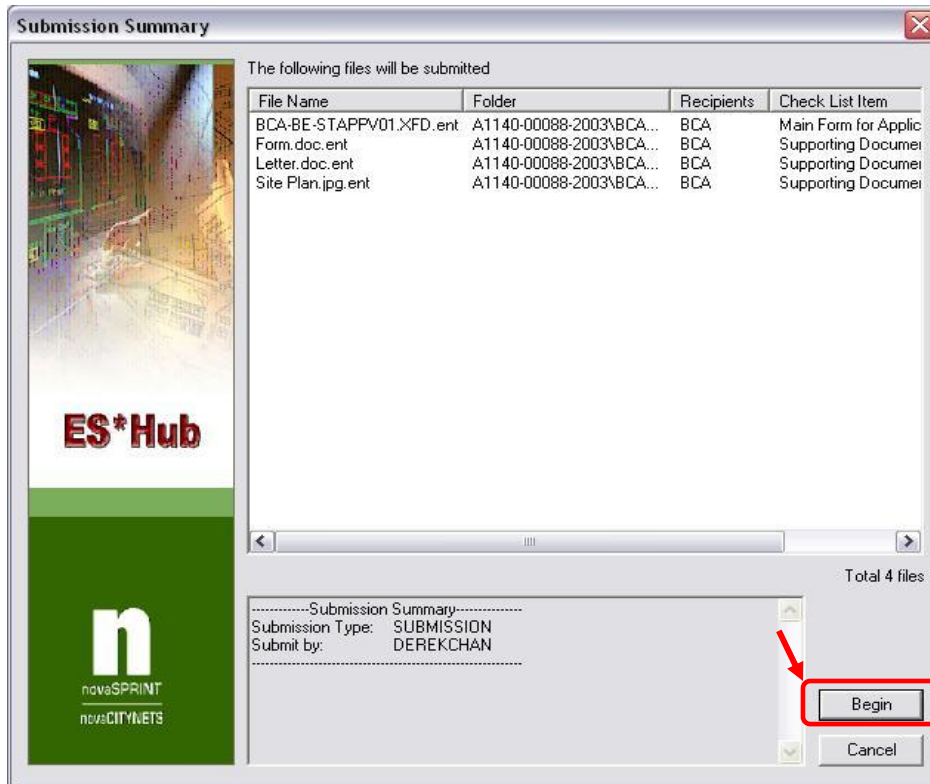 Submission Summary
The following files will be submitted
File Name Folder Recipients Check List Item
BCA-BE-STAPPV01.XFD.ent A1140-00088-2003\BCA... BCA Main Form for Applic
Form.doc.ent A1140-00088-2003\BCA... BCA Supporting Documei
Letter.doc.ent A1140-00088-2003\BCA... BCA Supporting Documei
Site Plan.jpg.ent A1140-00088-2003\BCA... BCA Supporting Documei
ES*Hub
Total 4 files
------------Submission Summary--------------
Submission Type: SUBMISSION
Submit by: DEREKCHAN
--------------------------------------------------------
n
novaSPRINT
novaCITYNETS
Begin
Cancel